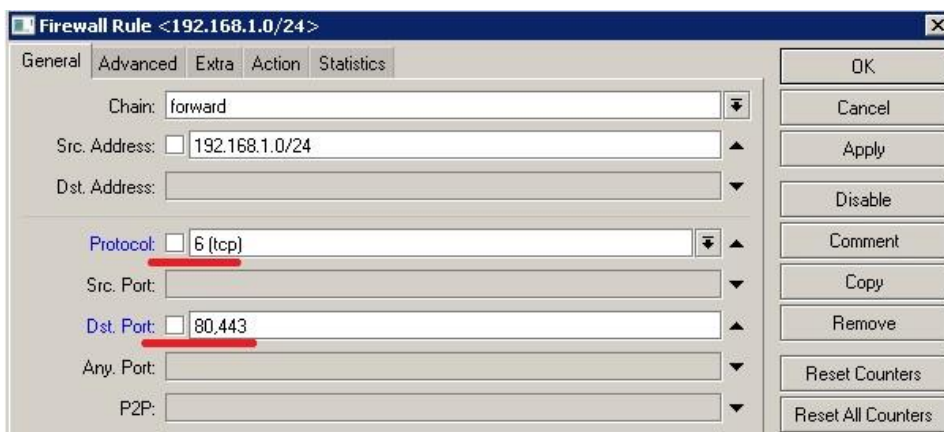 Firewall Rule <192.168.1.0/24>
General Advanced Extra Action Statistics
OK
Chain: forward
Cancel
Src. Address: 192.168.1.0/24
Apply
Dst. Address:
Disable
Protocol: 6 (tcp)
Comment
Src. Port:
Copy
Dst. Port: 80,443
Remove
Any. Port:
Reset Counters
P2P:
Reset All Counters